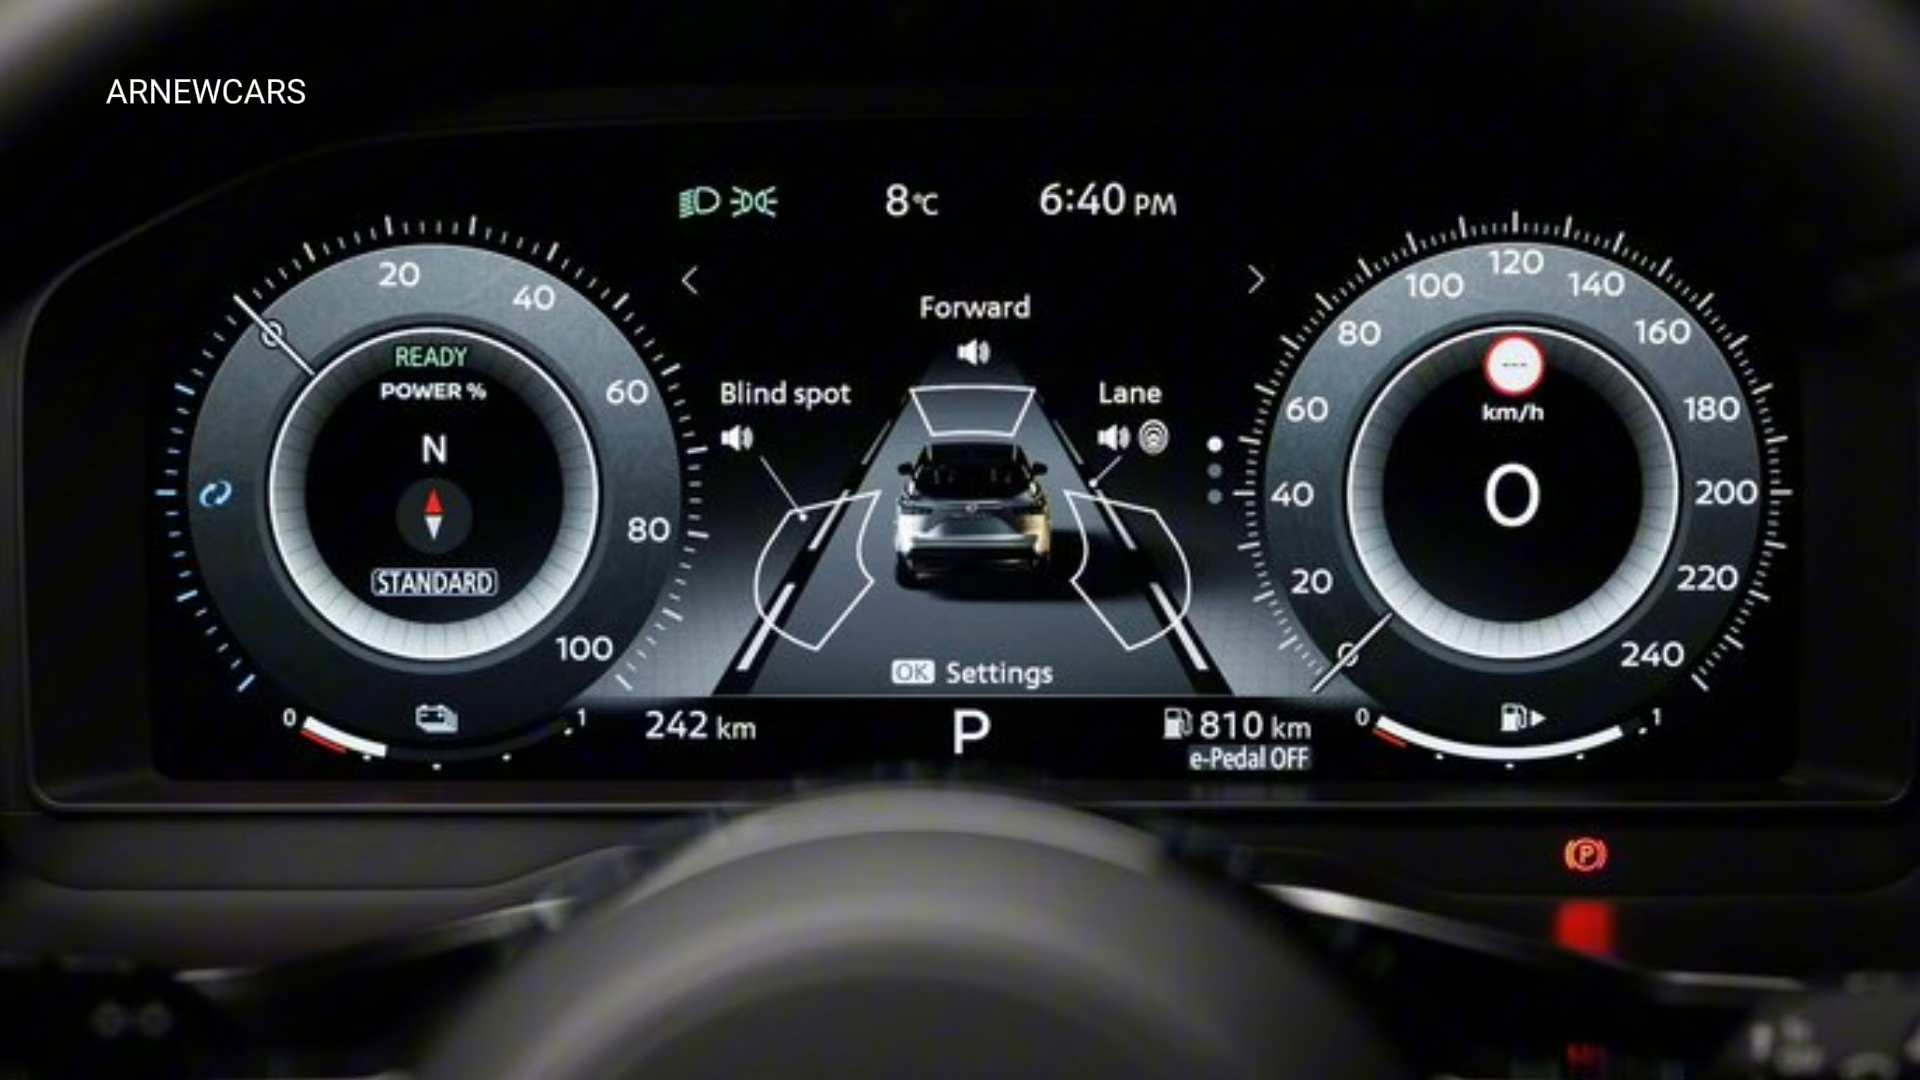 ARNEWCARS
8°C
6:40 PM
20
40
60
80
100
0
READY
POWER %
N
STANDARD
0
1
Forward
Blind spot
Lane
OK Settings
242 km
P
810 km
e-Pedal OFF
0
20
40
60
80
100
120
140
160
180
200
220
240
---
km/h
0
0
1
P